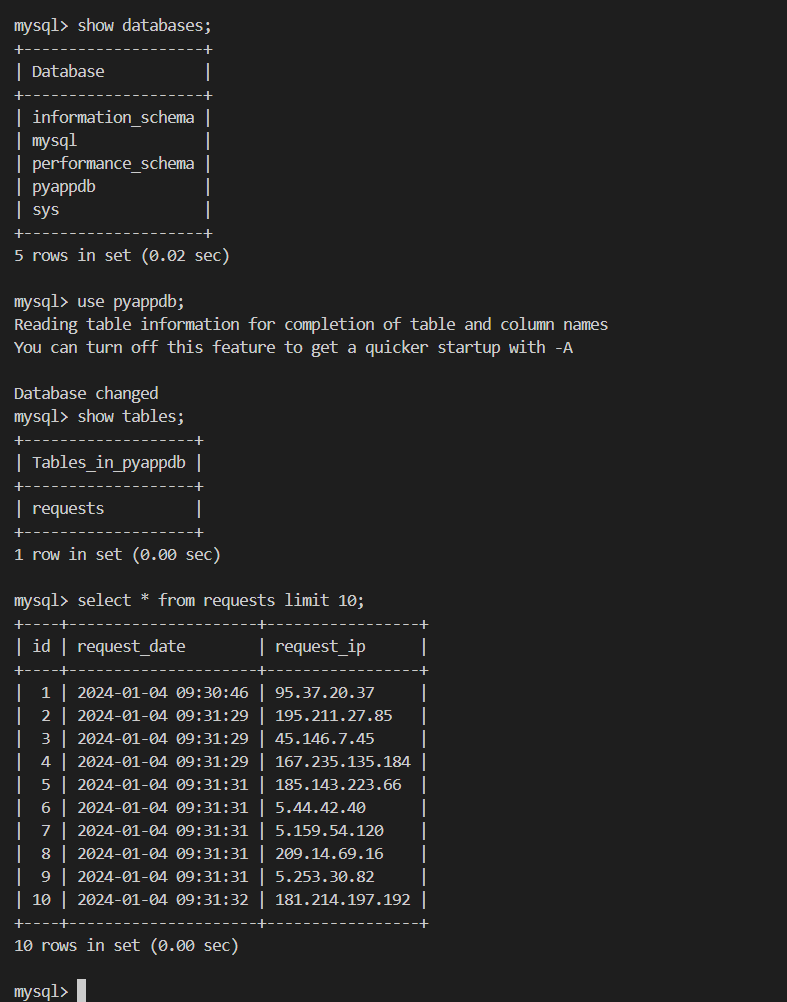 mysql> show databases;
+--------------------+
| Database           |
+--------------------+
| information_schema |
| mysql              |
| performance_schema |
| pyappdb            |
| sys                |
+--------------------+
5 rows in set (0.02 sec)

mysql> use pyappdb;
Reading table information for completion of table and column names
You can turn off this feature to get a quicker startup with -A

Database changed
mysql> show tables;
+-------------------+
| Tables_in_pyappdb |
+-------------------+
| requests          |
+-------------------+
1 row in set (0.00 sec)

mysql> select * from requests limit 10;
+----+---------------------+-----------------+
| id | request_date        | request_ip      |
+----+---------------------+-----------------+
|  1 | 2024-01-04 09:30:46 | 95.37.20.37     |
|  2 | 2024-01-04 09:31:29 | 195.211.27.85   |
|  3 | 2024-01-04 09:31:29 | 45.146.7.45     |
|  4 | 2024-01-04 09:31:29 | 167.235.135.184 |
|  5 | 2024-01-04 09:31:31 | 185.143.223.66  |
|  6 | 2024-01-04 09:31:31 | 5.44.42.40      |
|  7 | 2024-01-04 09:31:31 | 5.159.54.120    |
|  8 | 2024-01-04 09:31:31 | 209.14.69.16    |
|  9 | 2024-01-04 09:31:31 | 5.253.30.82     |
| 10 | 2024-01-04 09:31:32 | 181.214.197.192 |
+----+---------------------+-----------------+
10 rows in set (0.00 sec)

mysql>